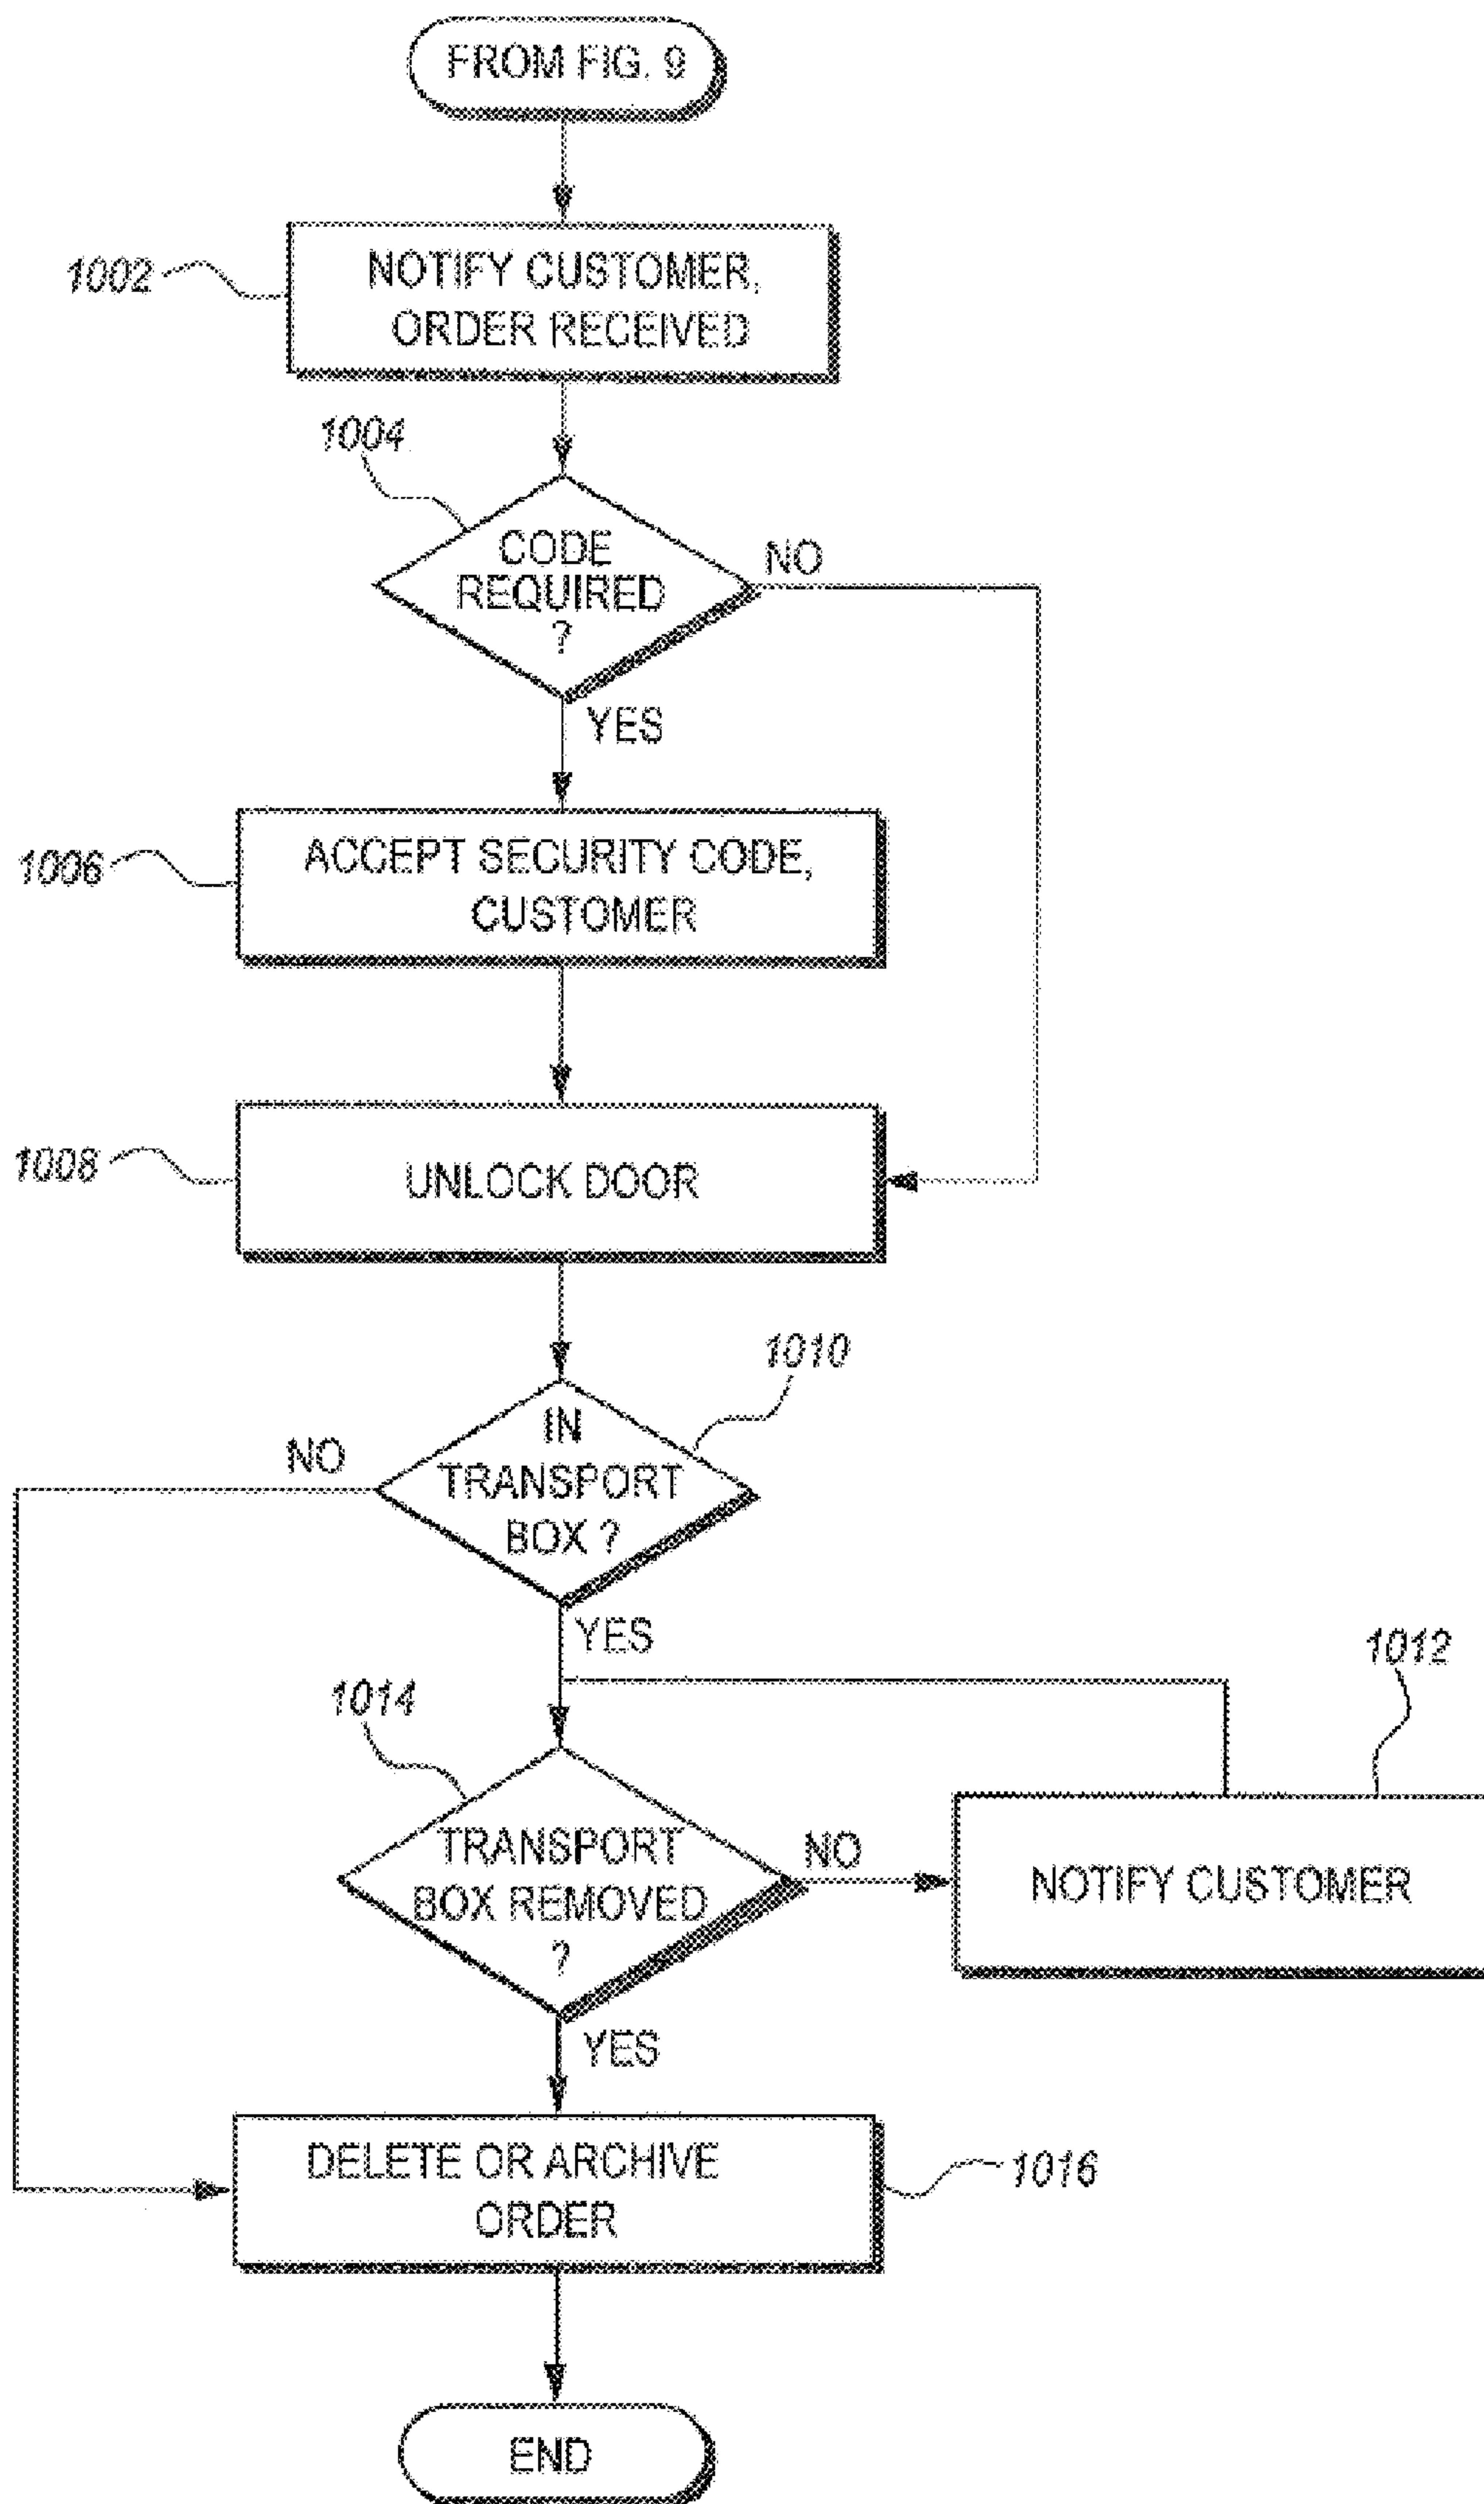 FROM FIG. 9
1002
NOTIFY CUSTOMER,
ORDER RECEIVED
1004
CODE
REQUIRED
?
NO
YES
1006
ACCEPT SECURITY CODE,
CUSTOMER
1008
UNLOCK DOOR
1010
IN
TRANSPORT
BOX ?
NO
YES
1012
1014
TRANSPORT
BOX REMOVED
?
NO
NOTIFY CUSTOMER
YES
DELETE OR ARCHIVE
ORDER
1016
END